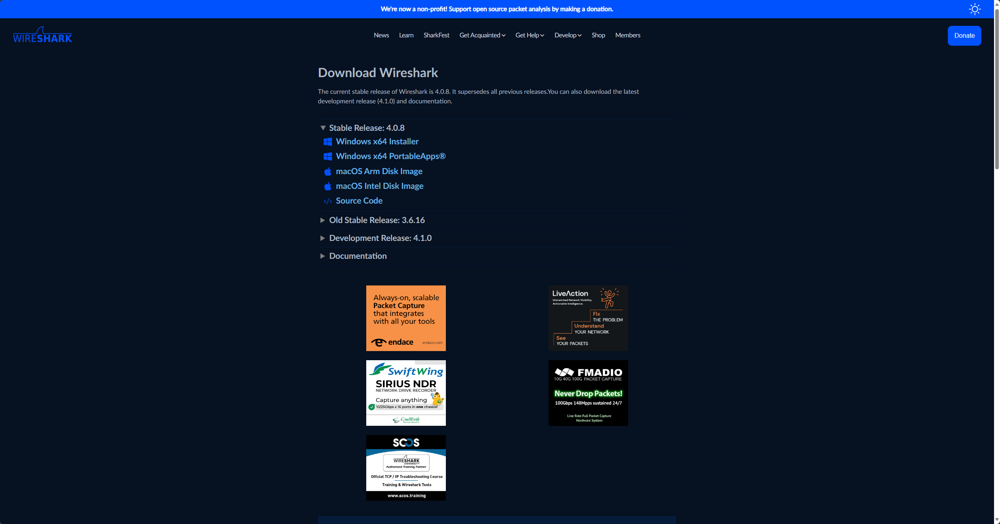 We're now a non-profit! Support open source packet analysis by making a donation.
WIRESHARK
News
Learn
SharkFest
Get Acquainted
Get Help
Develop
Shop
Members
Donate
Download Wireshark
The current stable release of Wireshark is 4.0.8. It supersedes all previous releases.You can also download the latest
development release (4.1.0) and documentation.
Stable Release: 4.0.8
Windows x64 Installer
Windows x64 PortableApps®
macOS Arm Disk Image
macOS Intel Disk Image
</> Source Code
Old Stable Release: 3.6.16
Development Release: 4.1.0
Documentation
Always-on, scalable
Packet Capture
that integrates
with all your tools
endace
endace.com
LiveAction
Unmatched Network Visibility.
Actionable Intelligence.
Fix
THE PROBLEM
Understand
YOUR NETWORK
See
YOUR PACKETS
SwiftWing
SIRIUS NDR
NETWORK DRIVE RECORDER
Capture anything
10/25Gbps x 16 ports in one chassis!
ComWorth
FMADIO
10G 40G 100G PACKET CAPTURE
Never Drop Packets!
100Gbps 148Mpps sustained 24/7
Line Rate Full Packet Capture
Hardware System
SCOS
WIRESHARK
UNIVERSITY
Authorized Training Partner
Official TCP / IP Troubleshooting Course
Training & Wireshark Tools
www.scos.training